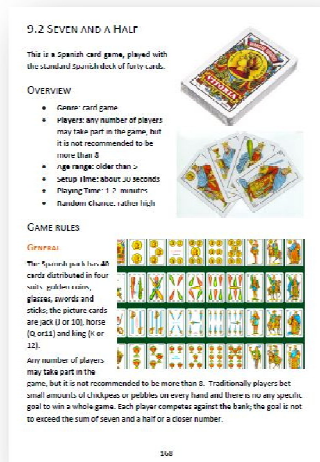 9.2 SEVEN AND A HALF
This is a Spanish card game, played with
the standard Spanish deck of forty cards.
OVERVIEW
• Genre: card game
• Players: any number of players
may take part in the game, but
it is not recommended to be
more than 8
• Age range: older than 5
• Setup Time: about 30 seconds
• Playing Time: 1-2 minutes
• Random Chance: rather high
GAME RULES
GENERAL
The Spanish pack has 40
cards distributed in four
suits: golden coins,
glasses, swords and
sticks; the picture cards
are jack (J or 10), horse
(Q, or11) and king (K or
12).
Any number of players
may take part in the
game, but it is not recommended to be more than 8. Traditionally players bet
small amounts of chickpeas or pebbles on every hand and there is no any specific
goal to win a whole game. Each player competes against the bank; the goal is not
to exceed the sum of seven and a half or a closer number.
168